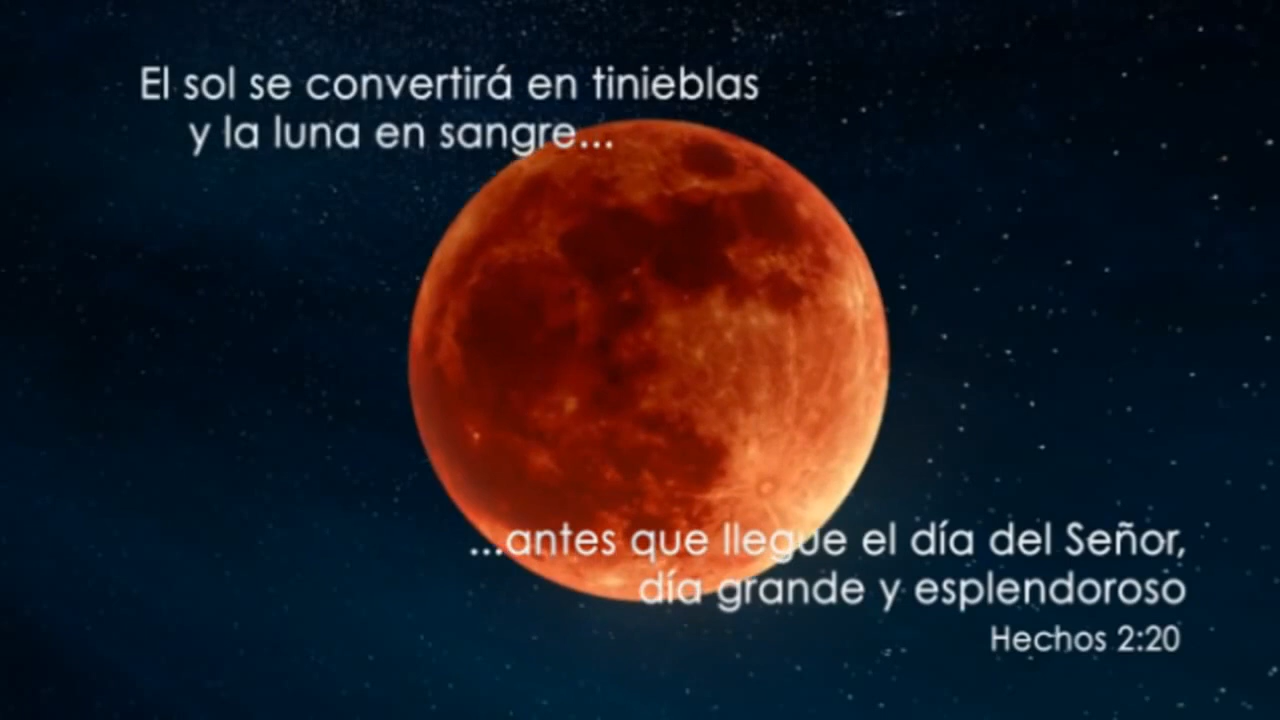 El sol se convertirá en tinieblas
y la luna en sangre...
...antes que llegue el día del Señor,
día grande y esplendoroso
Hechos 2:20